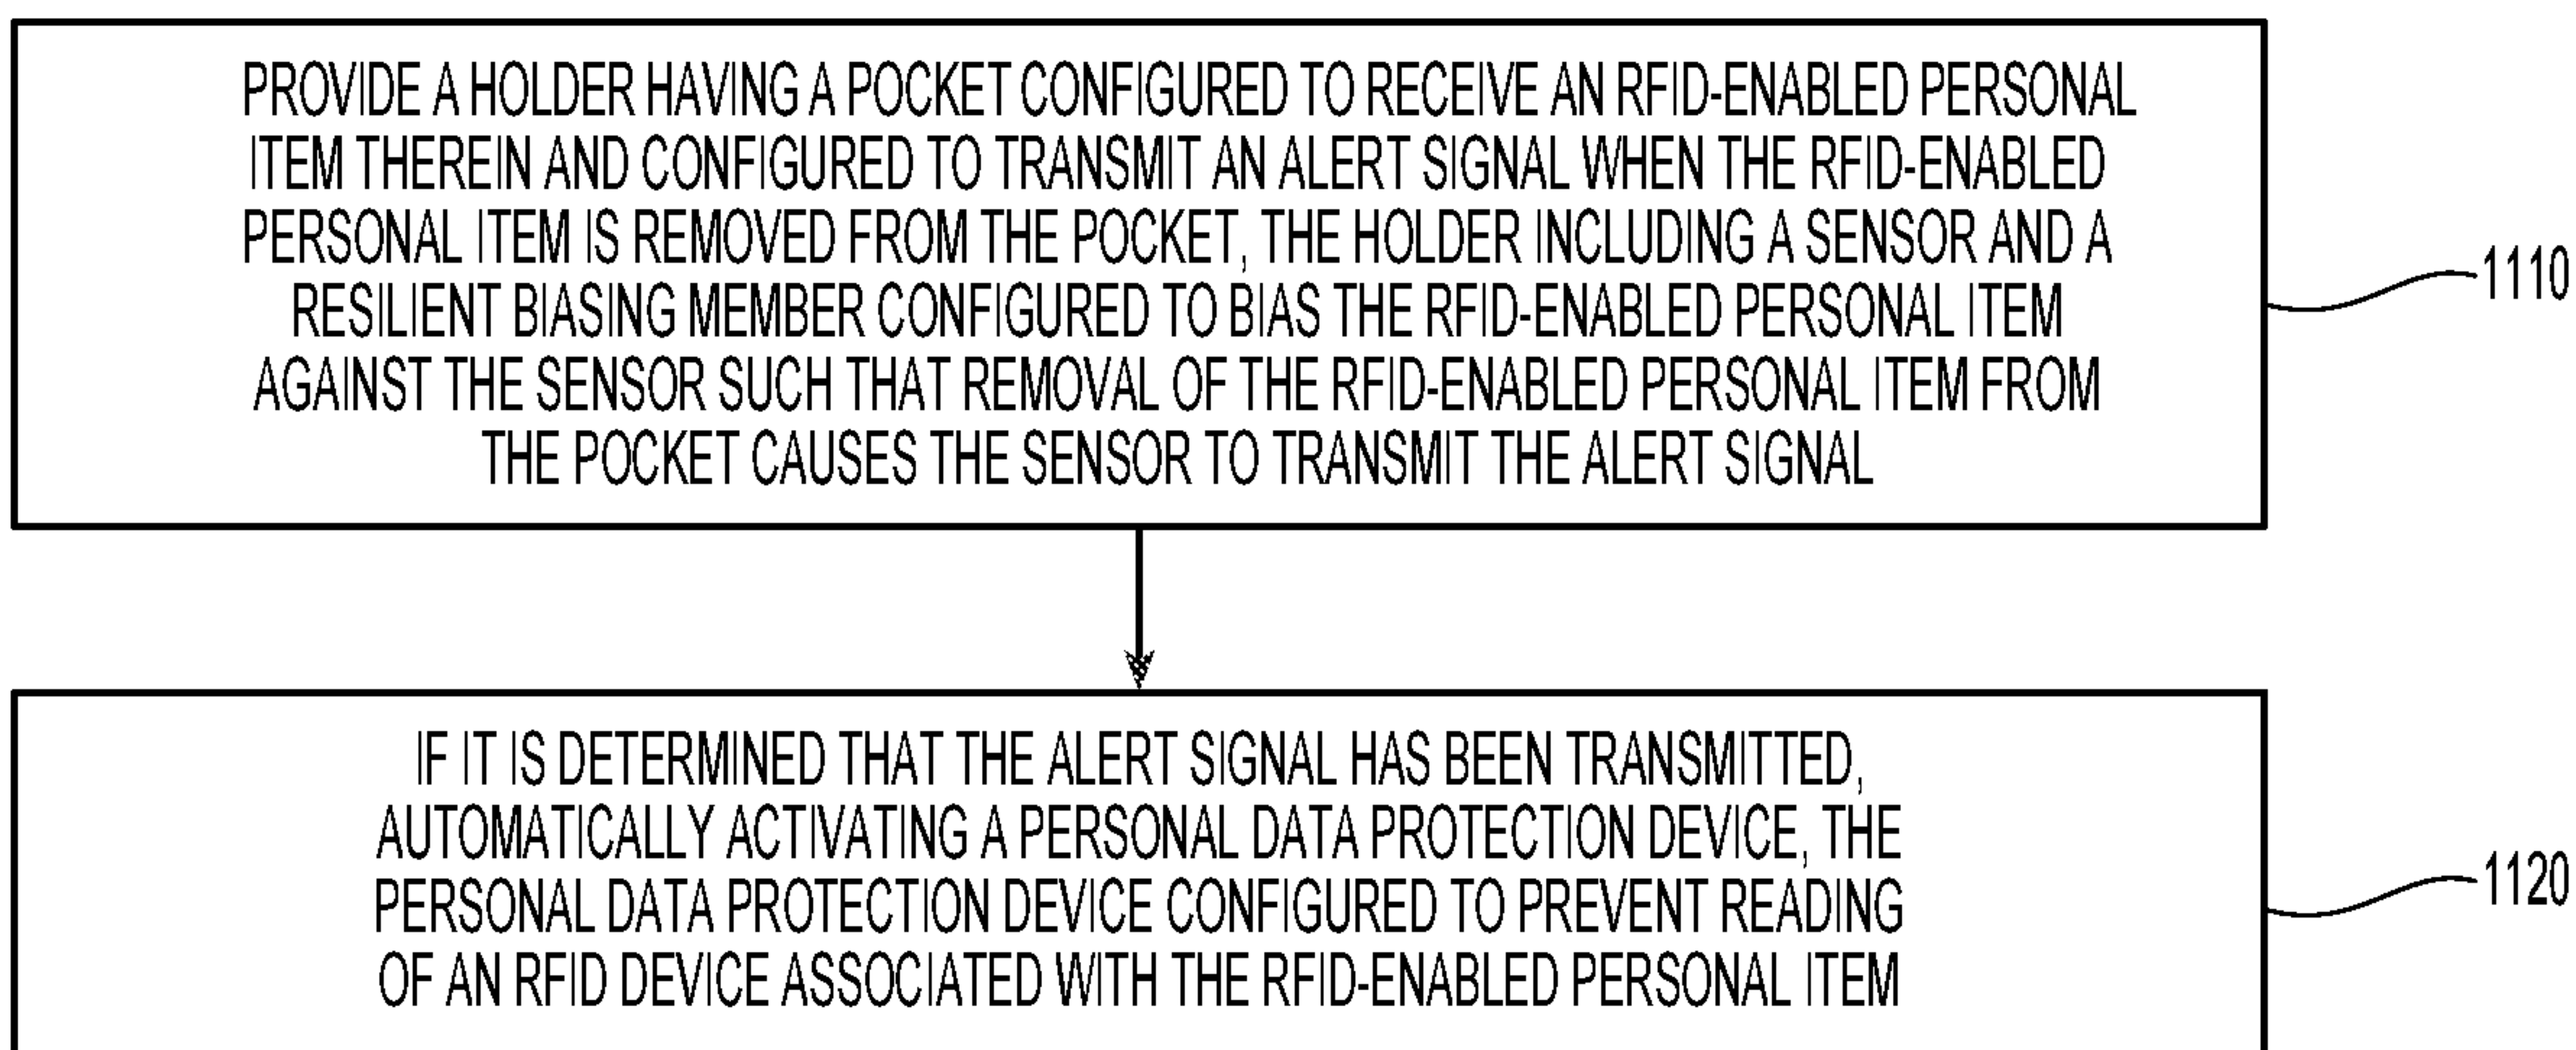 PROVIDE A HOLDER HAVING A POCKET CONFIGURED TO RECEIVE AN RFID-ENABLED PERSONAL
ITEM THEREIN AND CONFIGURED TO TRANSMIT AN ALERT SIGNAL WHEN THE RFID-ENABLED
PERSONAL ITEM IS REMOVED FROM THE POCKET, THE HOLDER INCLUDING A SENSOR AND A
RESILIENT BIASING MEMBER CONFIGURED TO BIAS THE RFID-ENABLED PERSONAL ITEM
AGAINST THE SENSOR SUCH THAT REMOVAL OF THE RFID-ENABLED PERSONAL ITEM FROM
THE POCKET CAUSES THE SENSOR TO TRANSMIT THE ALERT SIGNAL
1110
IF IT IS DETERMINED THAT THE ALERT SIGNAL HAS BEEN TRANSMITTED,
AUTOMATICALLY ACTIVATING A PERSONAL DATA PROTECTION DEVICE, THE
PERSONAL DATA PROTECTION DEVICE CONFIGURED TO PREVENT READING
OF AN RFID DEVICE ASSOCIATED WITH THE RFID-ENABLED PERSONAL ITEM
1120